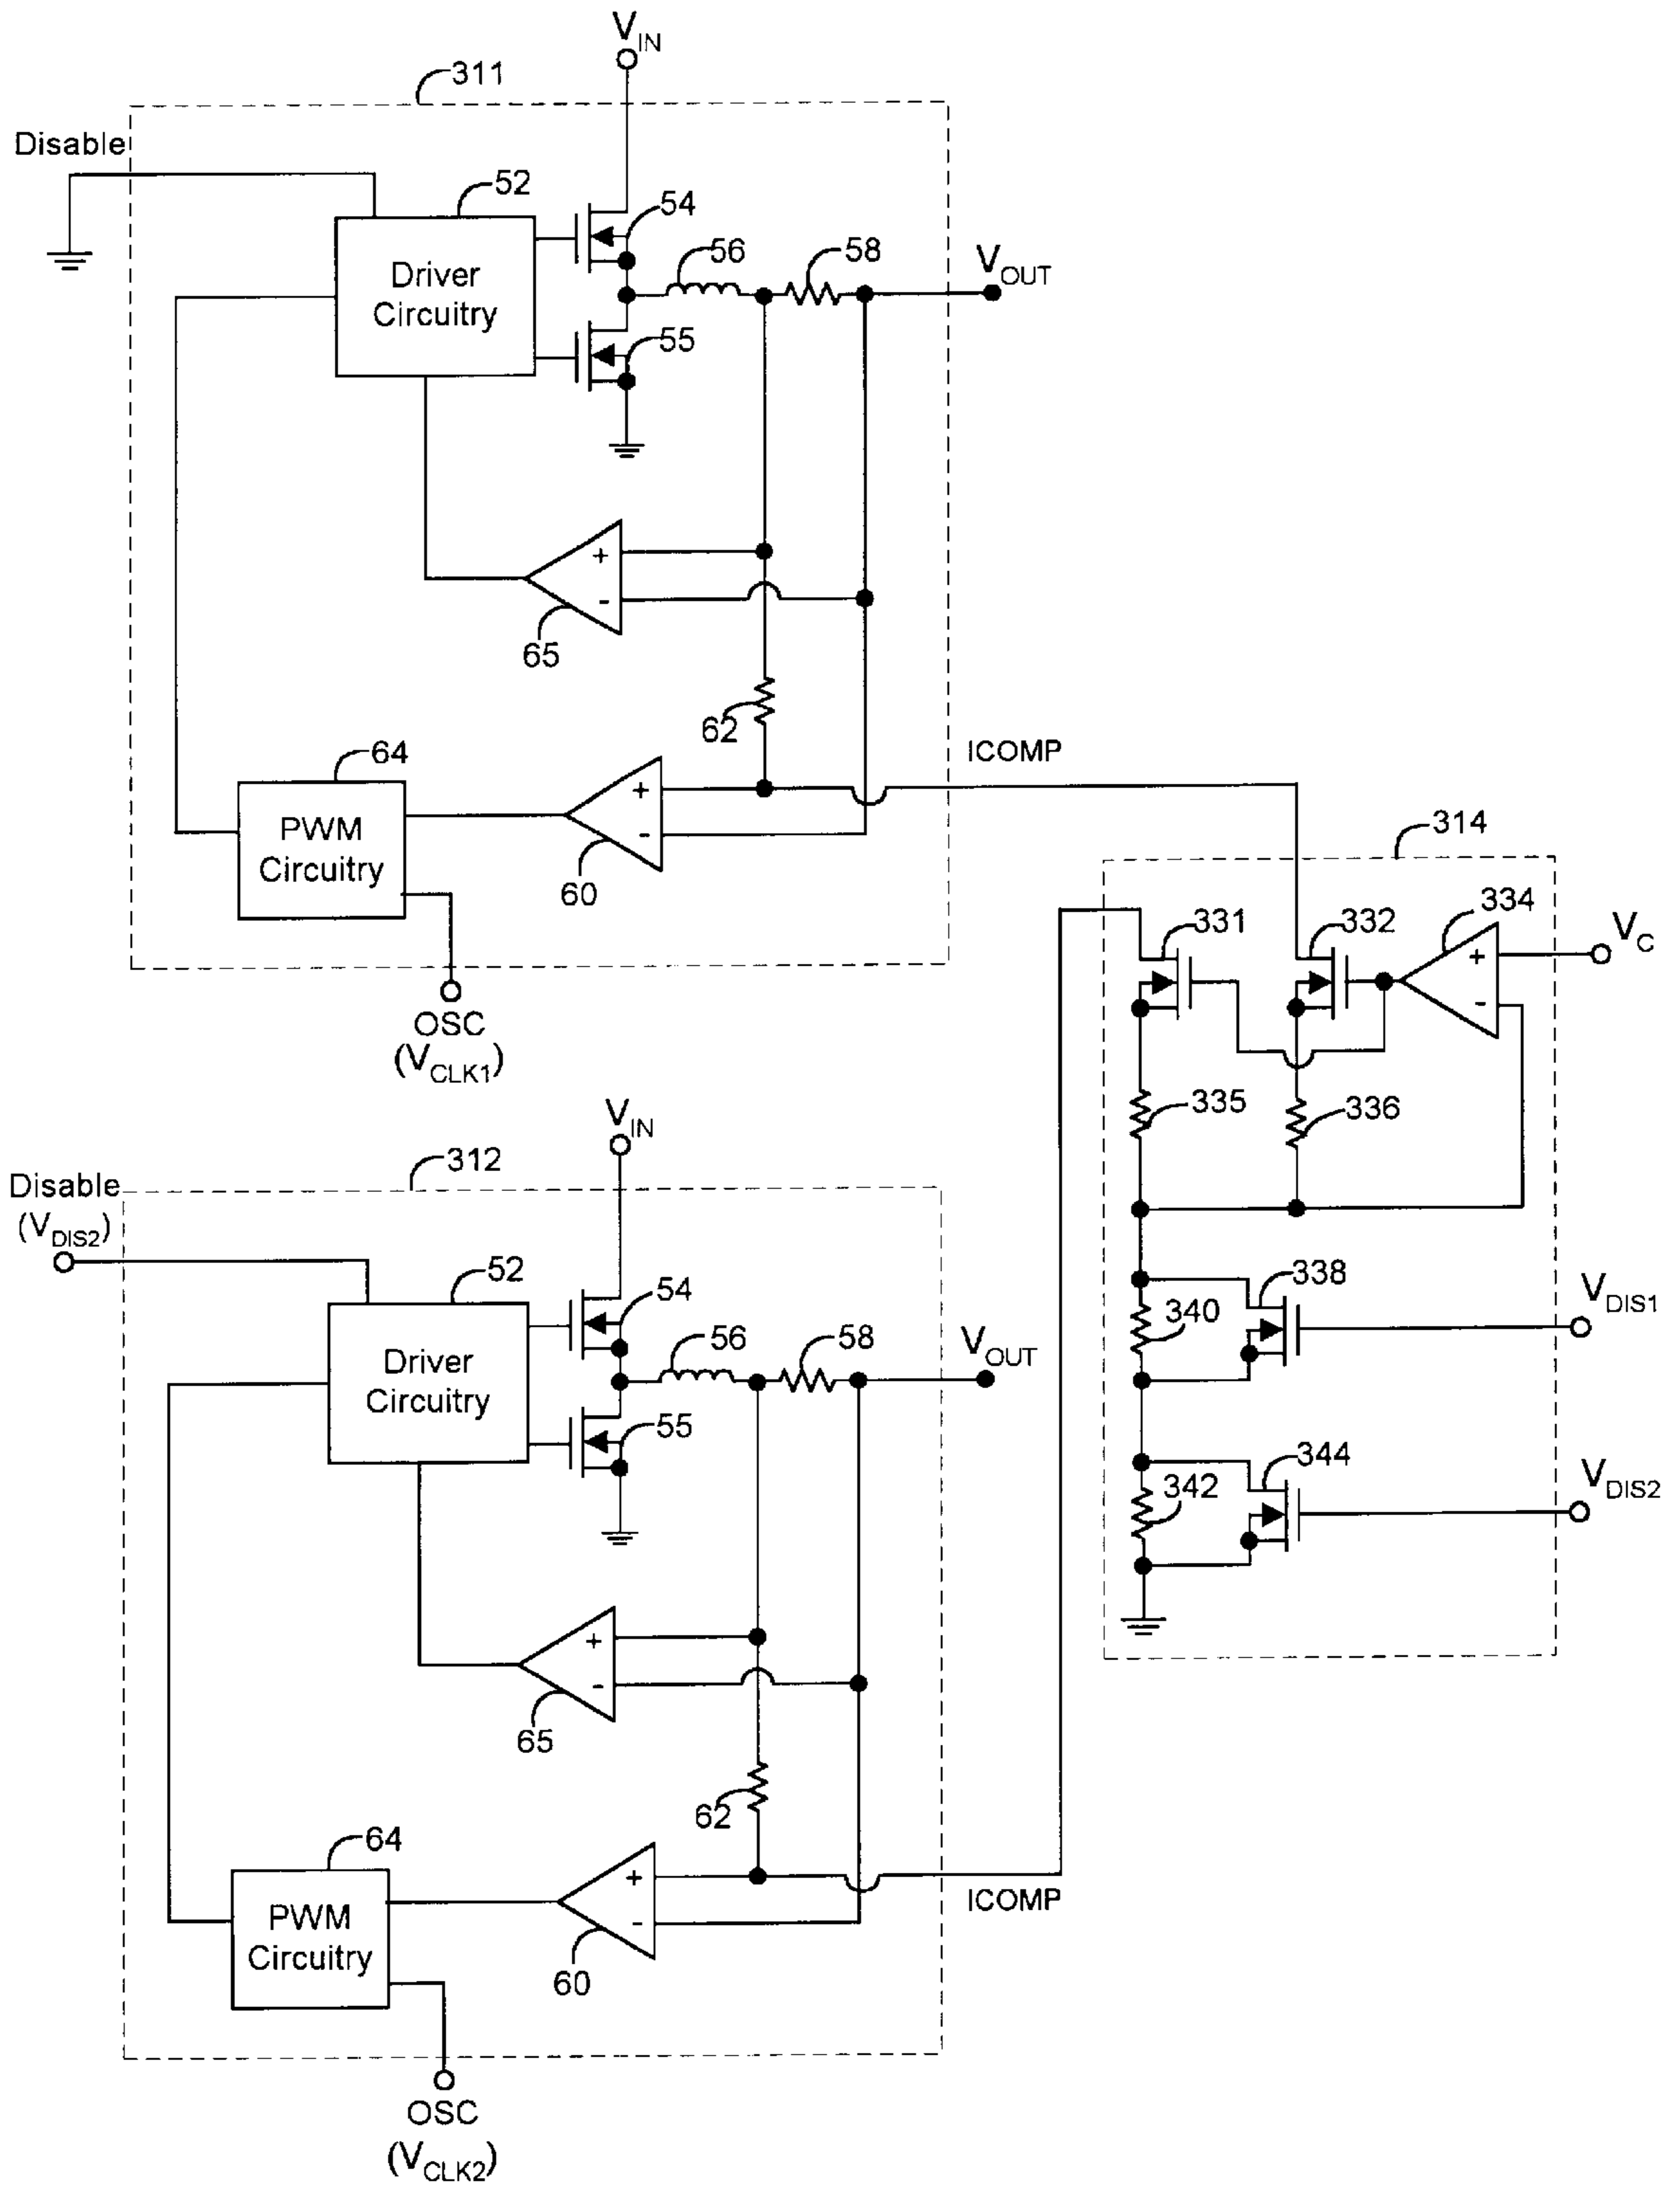 V_IN
311
Disable
52
54
56
58
V_OUT
Driver
Circuitry
55
+
-
65
62
ICOMP
64
PWM
Circuitry
+
-
60
314
331
332
334
V_C
+
-
OSC
(V_CLK1)
335
336
V_IN
312
Disable
(V_DIS2)
52
54
56
58
V_OUT
338
V_DIS1
340
Driver
Circuitry
55
344
V_DIS2
342
+
-
65
62
64
PWM
Circuitry
+
-
60
ICOMP
OSC
(V_CLK2)